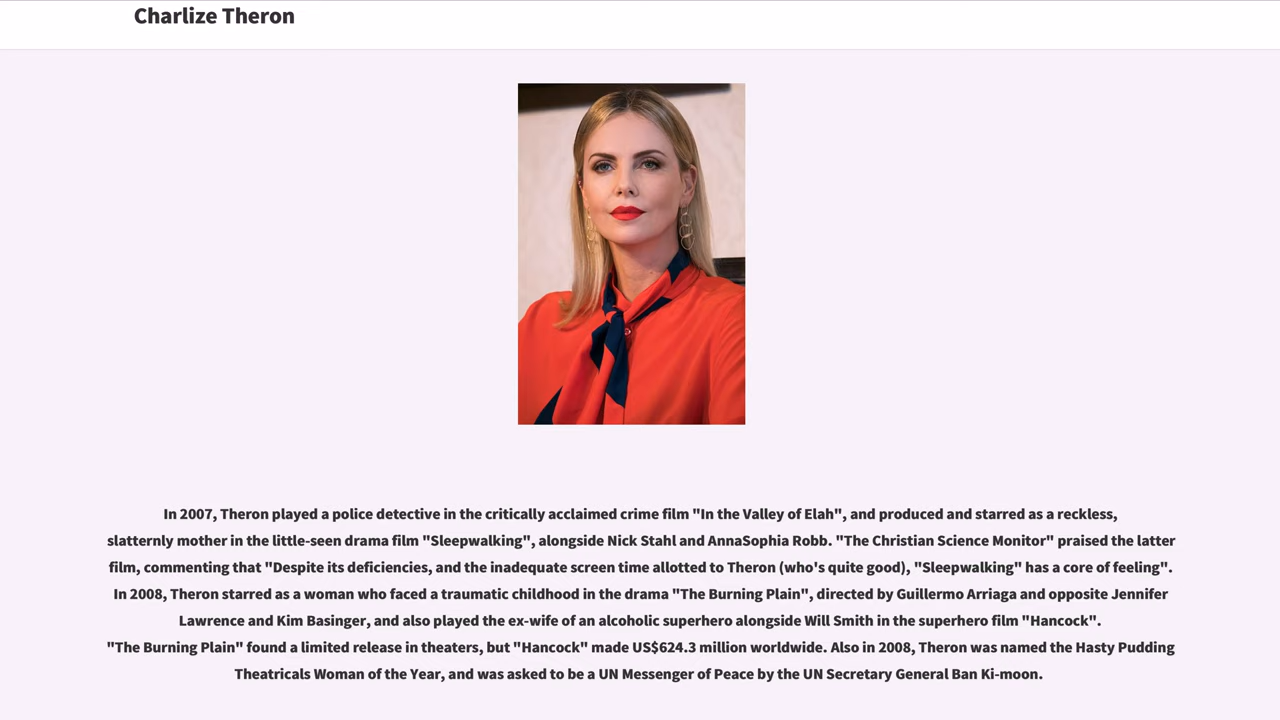 Charlize Theron
In 2007, Theron played a police detective in the critically acclaimed crime film "In the Valley of Elah", and produced and starred as a reckless,
slatternly mother in the little-seen drama film "Sleepwalking", alongside Nick Stahl and AnnaSophia Robb. "The Christian Science Monitor" praised the latter
film, commenting that "Despite its deficiencies, and the inadequate screen time allotted to Theron (who's quite good), "Sleepwalking" has a core of feeling".
In 2008, Theron starred as a woman who faced a traumatic childhood in the drama "The Burning Plain", directed by Guillermo Arriaga and opposite Jennifer
Lawrence and Kim Basinger, and also played the ex-wife of an alcoholic superhero alongside Will Smith in the superhero film "Hancock".
"The Burning Plain" found a limited release in theaters, but "Hancock" made US$624.3 million worldwide. Also in 2008, Theron was named the Hasty Pudding
Theatricals Woman of the Year, and was asked to be a UN Messenger of Peace by the UN Secretary General Ban Ki-moon.